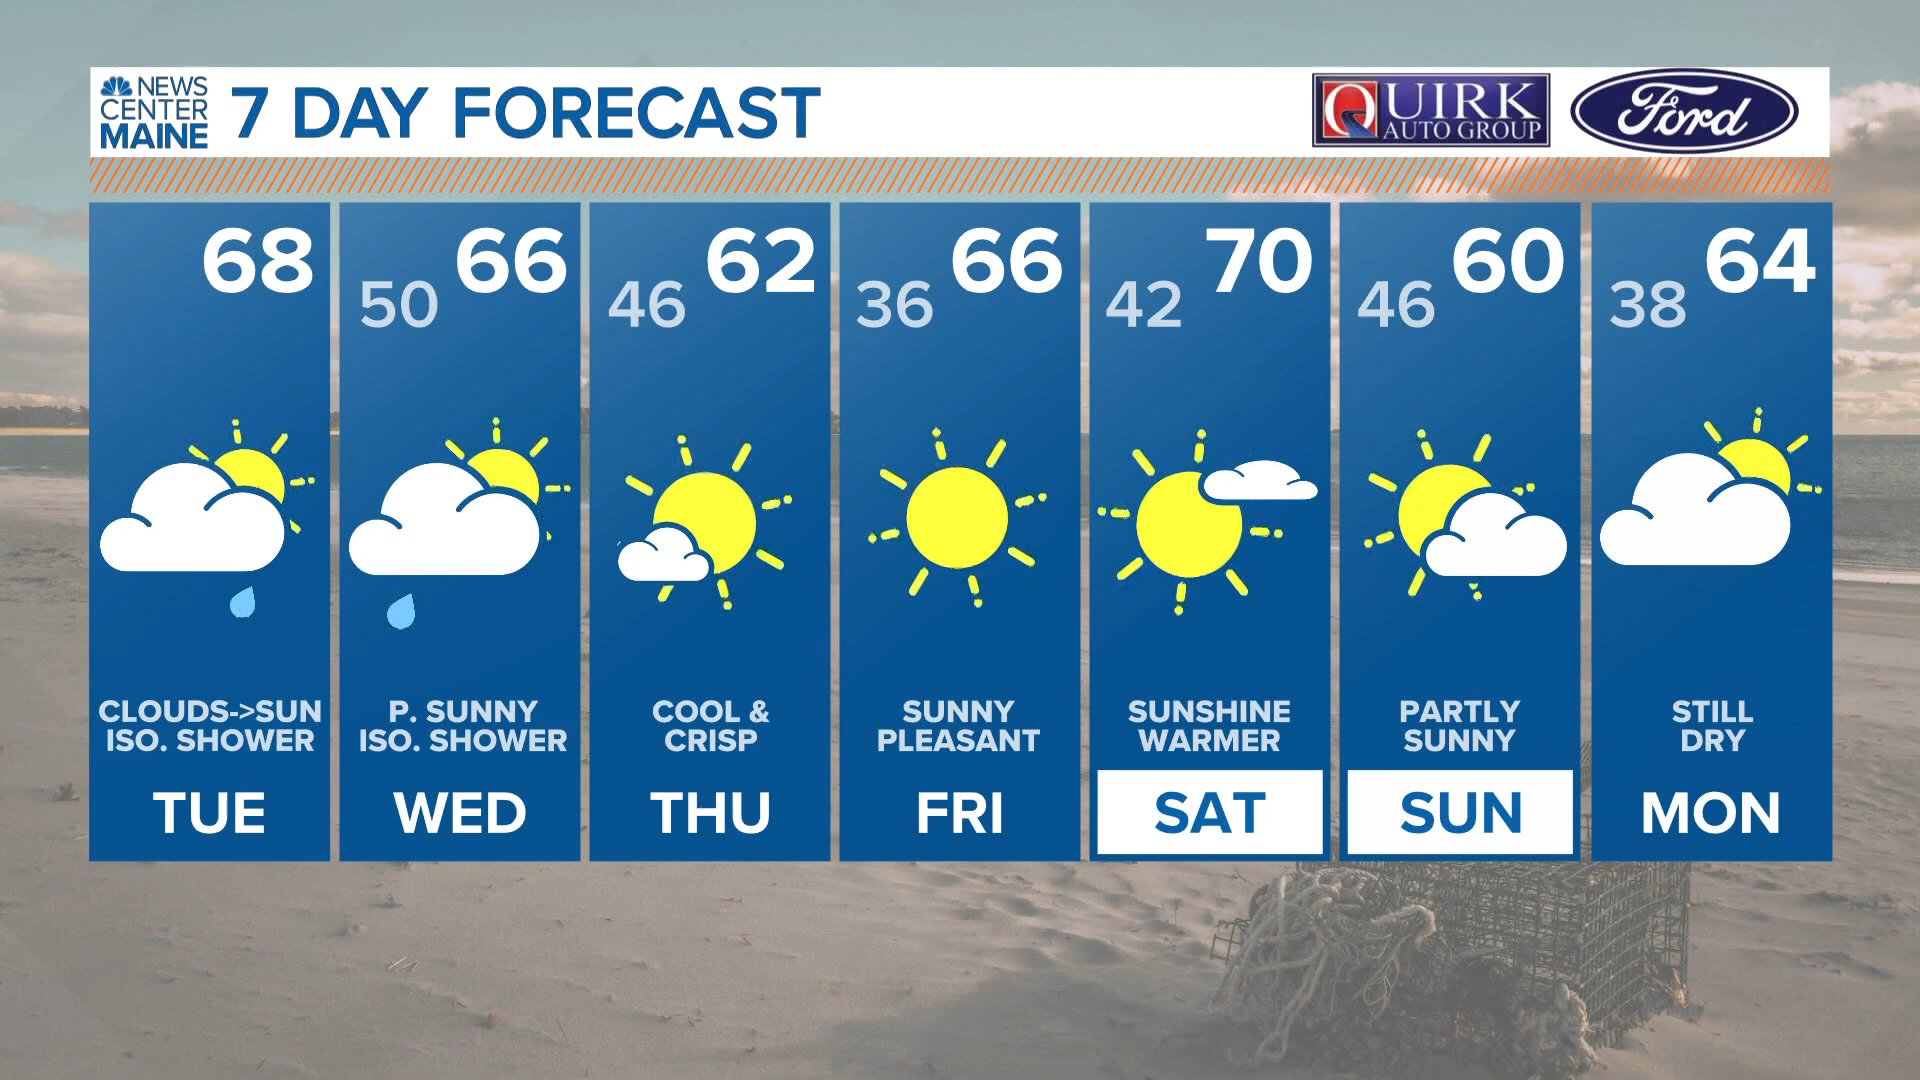 NEWS
CENTER
MAINE
7 DAY FORECAST
QUIRK
AUTO GROUP
Ford
68
CLOUDS->SUN
ISO. SHOWER
TUE
50 66
P. SUNNY
ISO. SHOWER
WED
46 62
COOL &
CRISP
THU
36 66
SUNNY
PLEASANT
FRI
42 70
SUNSHINE
WARMER
SAT
46 60
PARTLY
SUNNY
SUN
38 64
STILL
DRY
MON